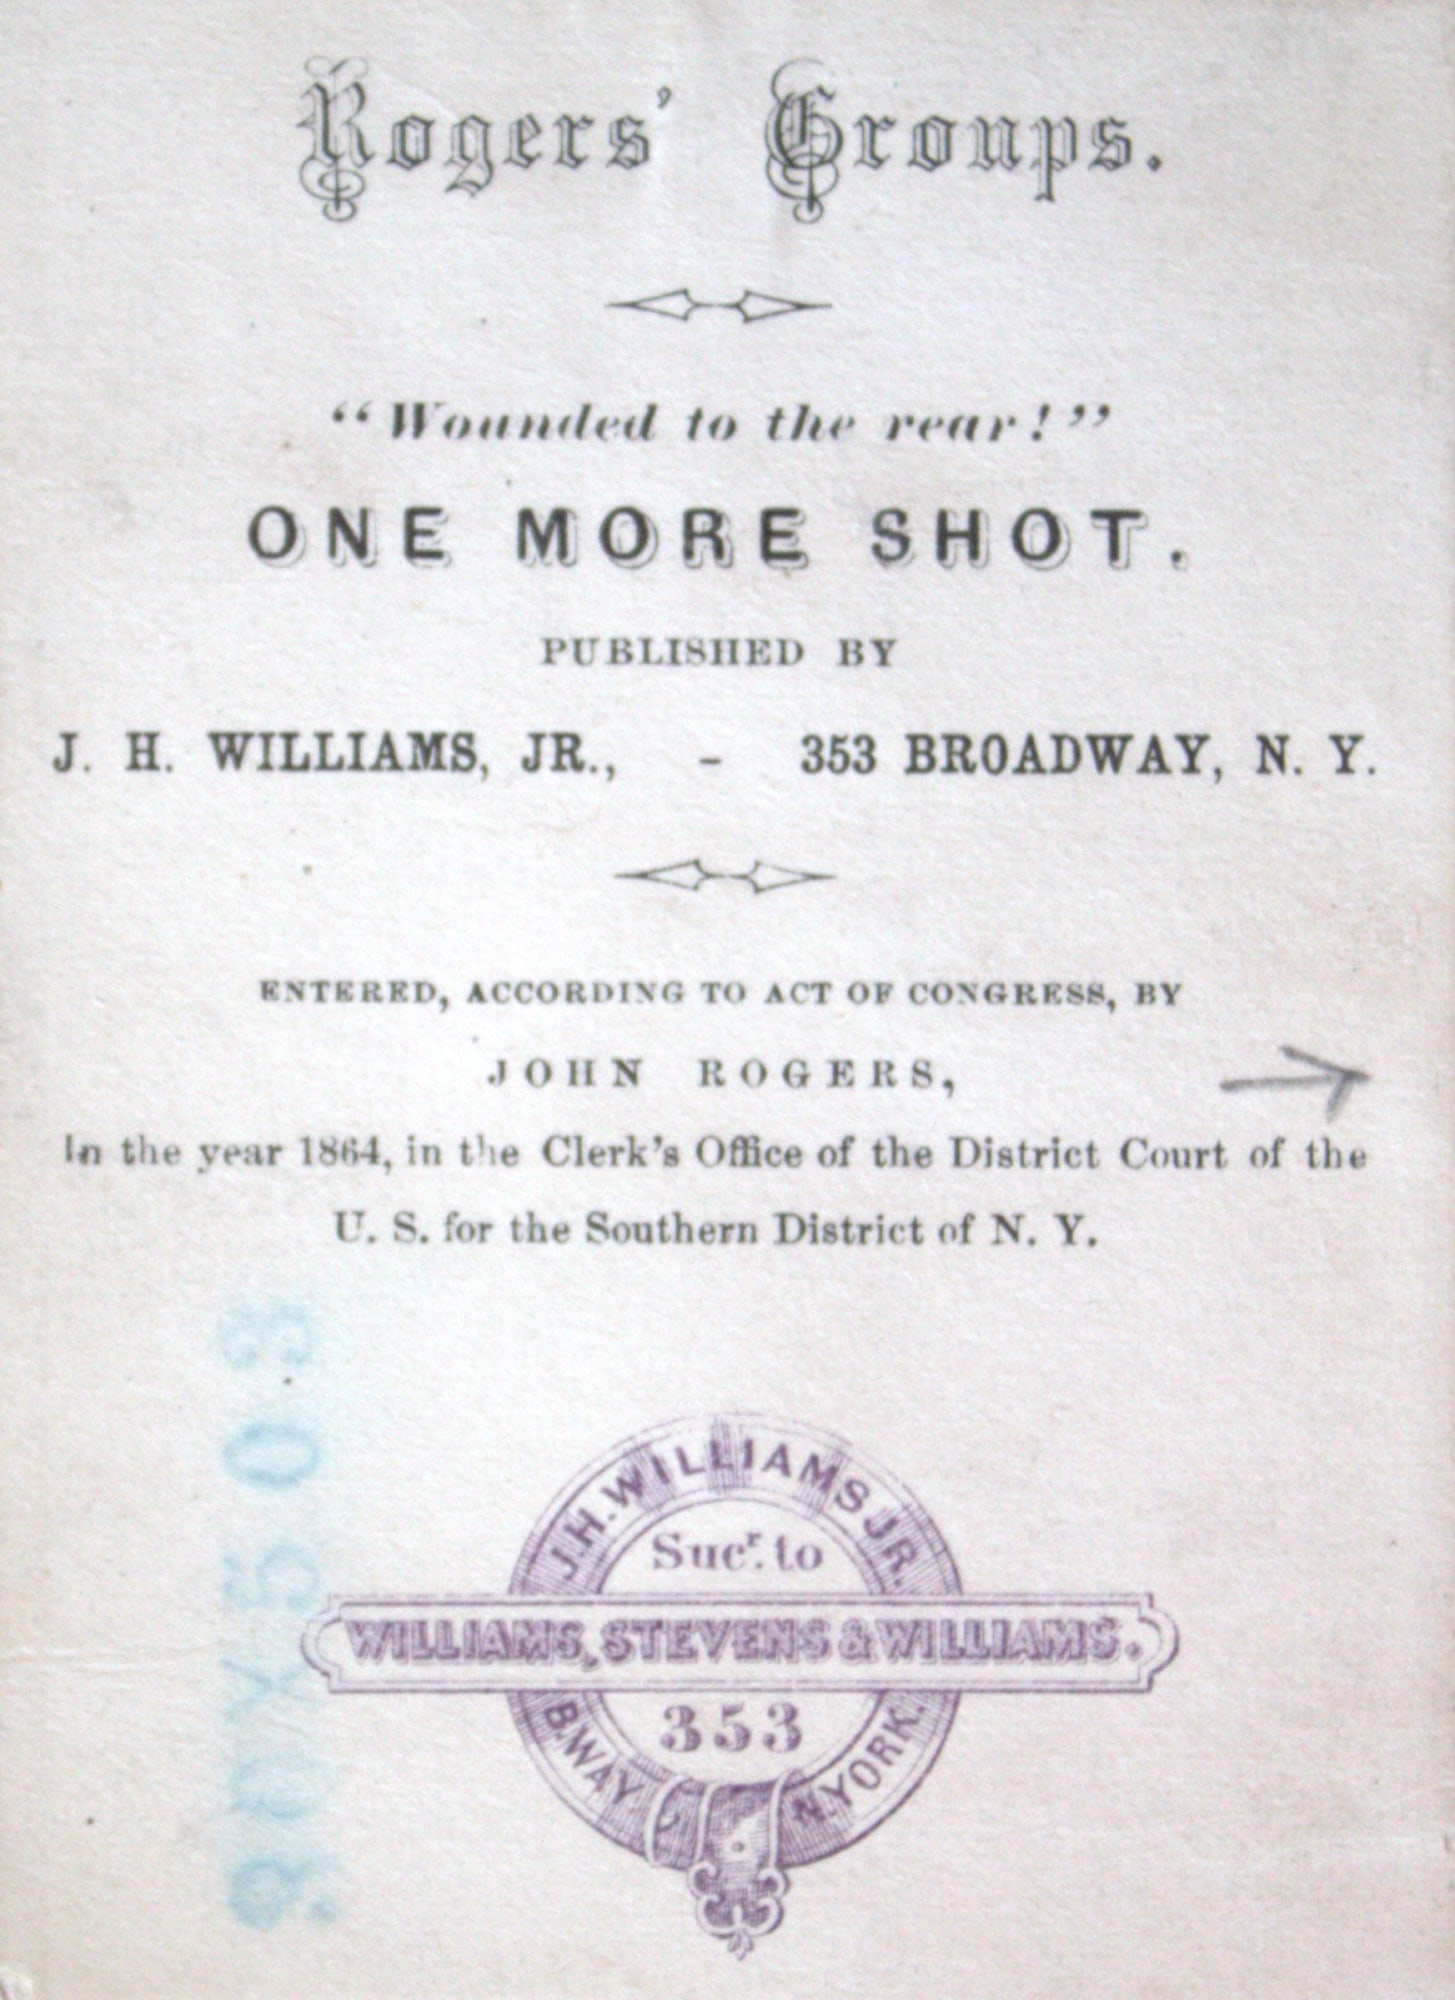 Rogers' Groups.
“Wounded to the rear!”
ONE MORE SHOT.
PUBLISHED BY
J. H. WILLIAMS, JR., - 353 BROADWAY, N. Y.
ENTERED, ACCORDING TO ACT OF CONGRESS, BY
JOHN ROGERS,
In the year 1864, in the Clerk's Office of the District Court of the
U. S. for the Southern District of N. Y.
J.H. WILLIAMS JR.
Sucr. to
WILLIAMS, STEVENS & WILLIAMS.
353
B.WAY N.YORK.